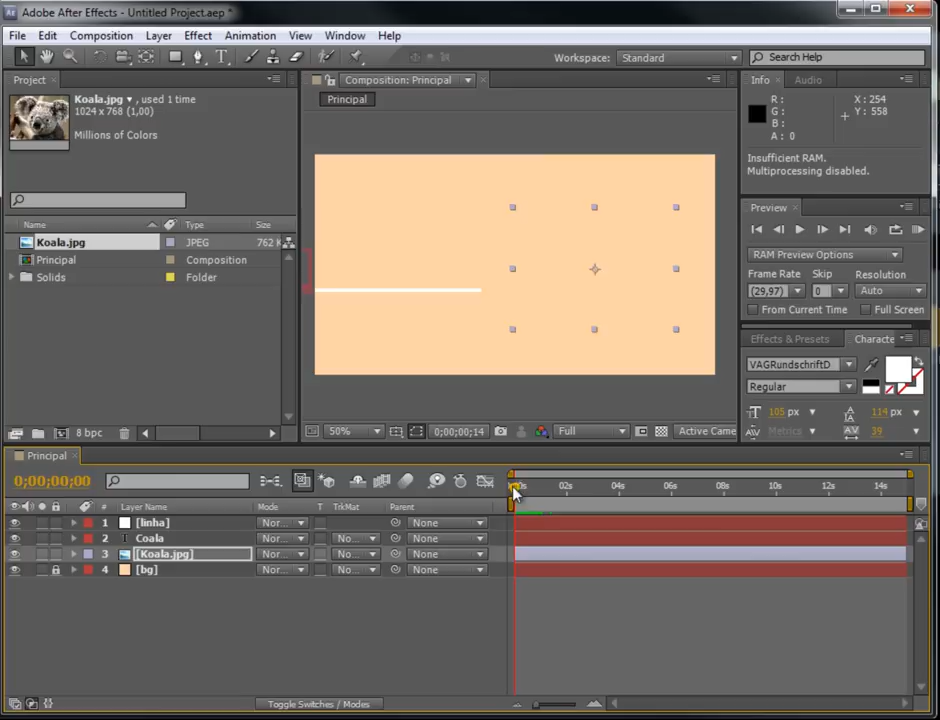 Adobe After Effects - Untitled Project.aep *
File Edit Composition Layer Effect Animation View Window Help
Workspace: Standard Search Help
Project
Koala.jpg ▼ , used 1 time
1024 x 768 (1,00)
Millions of Colors
Name Type Size
Koala.jpg JPEG 762 K
Principal Composition
Solids Folder
8 bpc
Composition: Principal
Principal
50% 0;00;00;14 Full Active Came
Info Audio
R : X : 254
G : Y : 558
B :
A : 0
Insufficient RAM.
Multiprocessing disabled.
Preview
RAM Preview Options
Frame Rate Skip Resolution
(29,97) 0 Auto
From Current Time Full Screen
Effects & Presets Characte
VAGRundschriftD
Regular
105 px 114 px
Metrics 39
Principal
0;00;00;00
02s 04s 06s 08s 10s 12s 14s
# Layer Name Mode T TrkMat Parent
1 [linha] Nor... None
2 T Coala Nor... No... None
3 [Koala.jpg] Nor... No... None
4 [bg] Nor... No... None
Toggle Switches / Modes